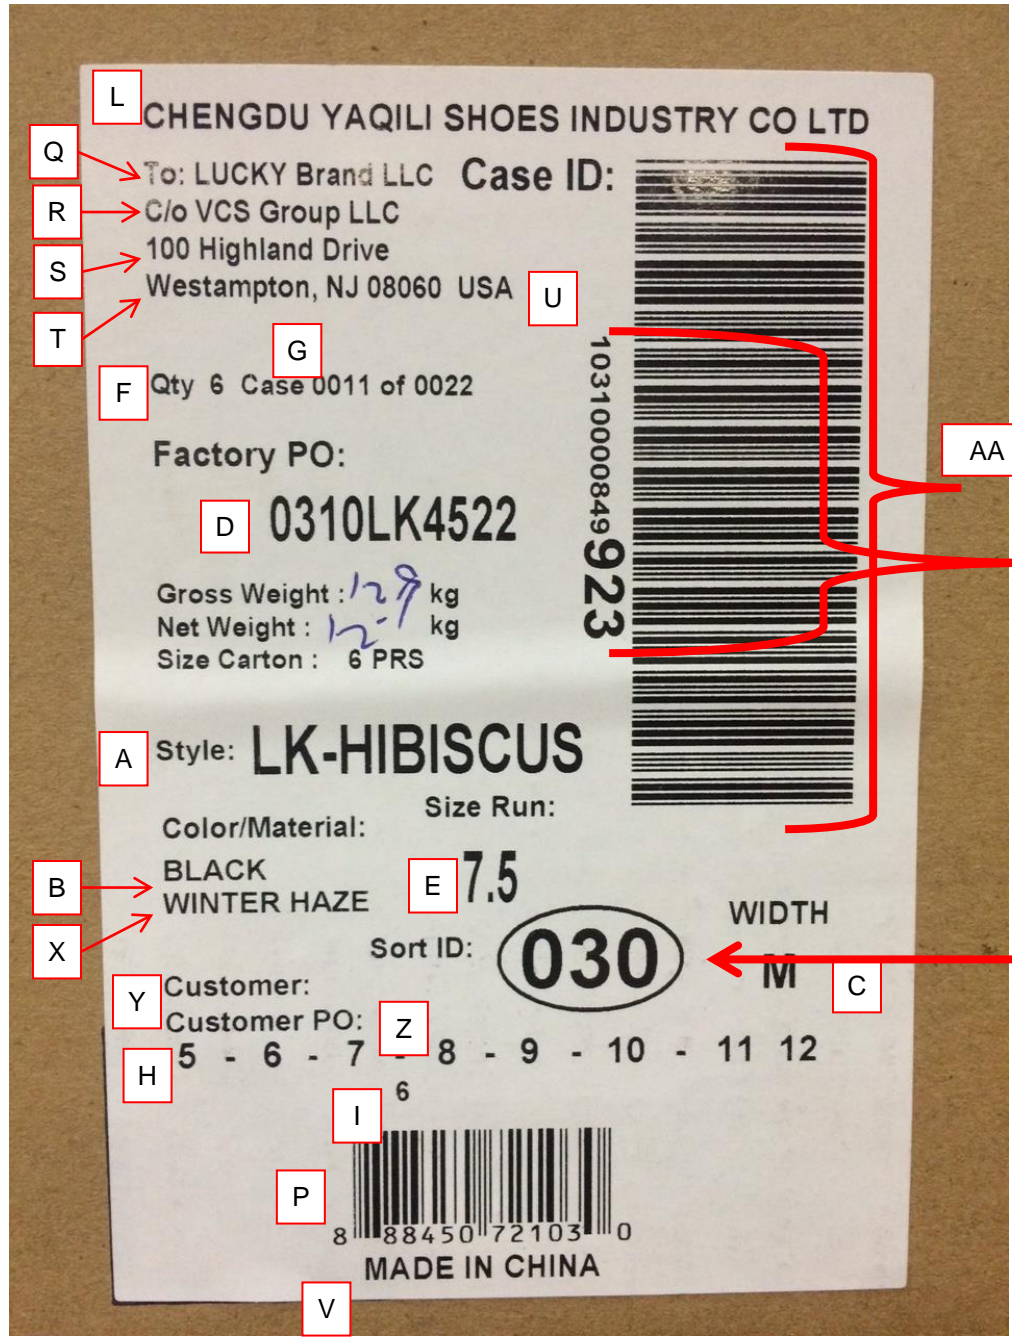 L
CHENGDU YAQILI SHOES INDUSTRY CO LTD
Q
To: LUCKY Brand LLC
Case ID:
R
C/o VCS Group LLC
S
100 Highland Drive
T
Westampton, NJ 08060 USA
U
G
F
Qty 6 Case 0011 of 0022
10310000849923
AA
Factory PO:
D
0310LK4522
Gross Weight : 12.9 kg
Net Weight : 12.1 kg
Size Carton : 6 PRS
A
Style: LK-HIBISCUS
Color/Material:
Size Run:
B
BLACK
E
7.5
X
WINTER HAZE
WIDTH
Sort ID:
030
M
C
Y
Customer:
Customer PO:
Z
H
5 - 6 - 7 - 8 - 9 - 10 - 11 12
6
I
P
8 88450 72103 0
MADE IN CHINA
V